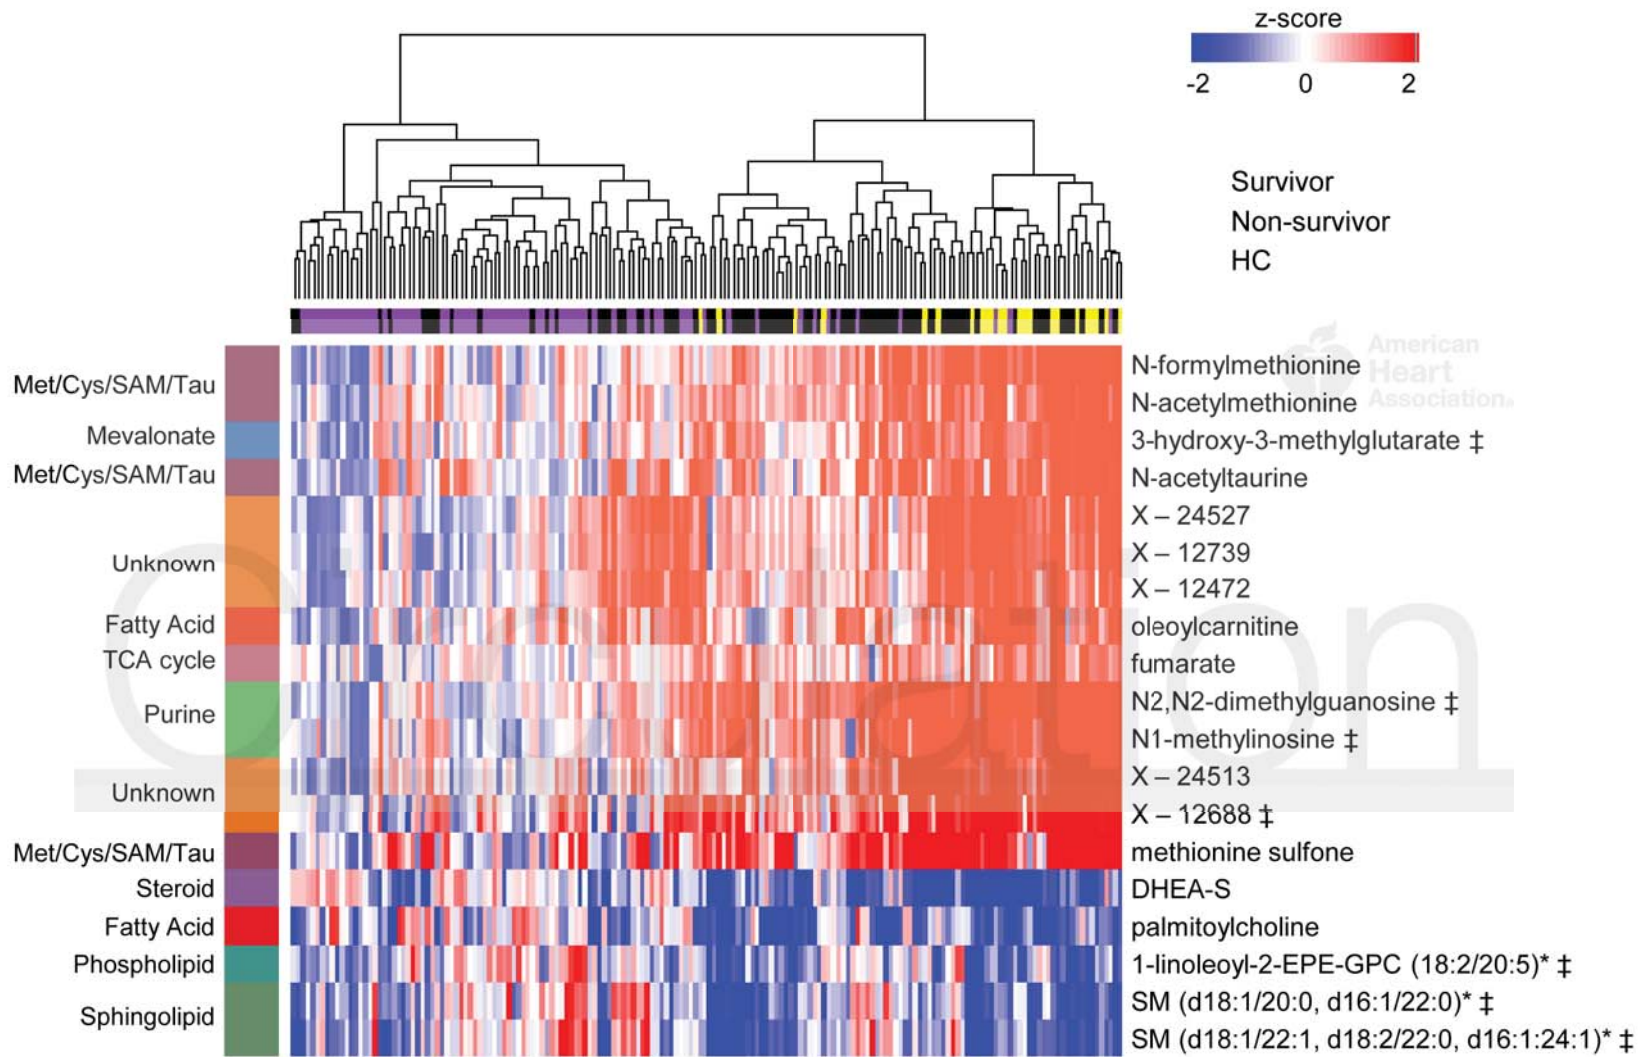 z-score
-2 0 2
Survivor
Non-survivor
HC
American
Heart
Association®
Circulation
Met/Cys/SAM/Tau
Mevalonate
Met/Cys/SAM/Tau
Unknown
Fatty Acid
TCA cycle
Purine
Unknown
Met/Cys/SAM/Tau
Steroid
Fatty Acid
Phospholipid
Sphingolipid
N-formylmethionine
N-acetylmethionine
3-hydroxy-3-methylglutarate ‡
N-acetyltaurine
X – 24527
X – 12739
X – 12472
oleoylcarnitine
fumarate
N2,N2-dimethylguanosine ‡
N1-methylinosine ‡
X – 24513
X – 12688 ‡
methionine sulfone
DHEA-S
palmitoylcholine
1-linoleoyl-2-EPE-GPC (18:2/20:5)* ‡
SM (d18:1/20:0, d16:1/22:0)* ‡
SM (d18:1/22:1, d18:2/22:0, d16:1:24:1)* ‡